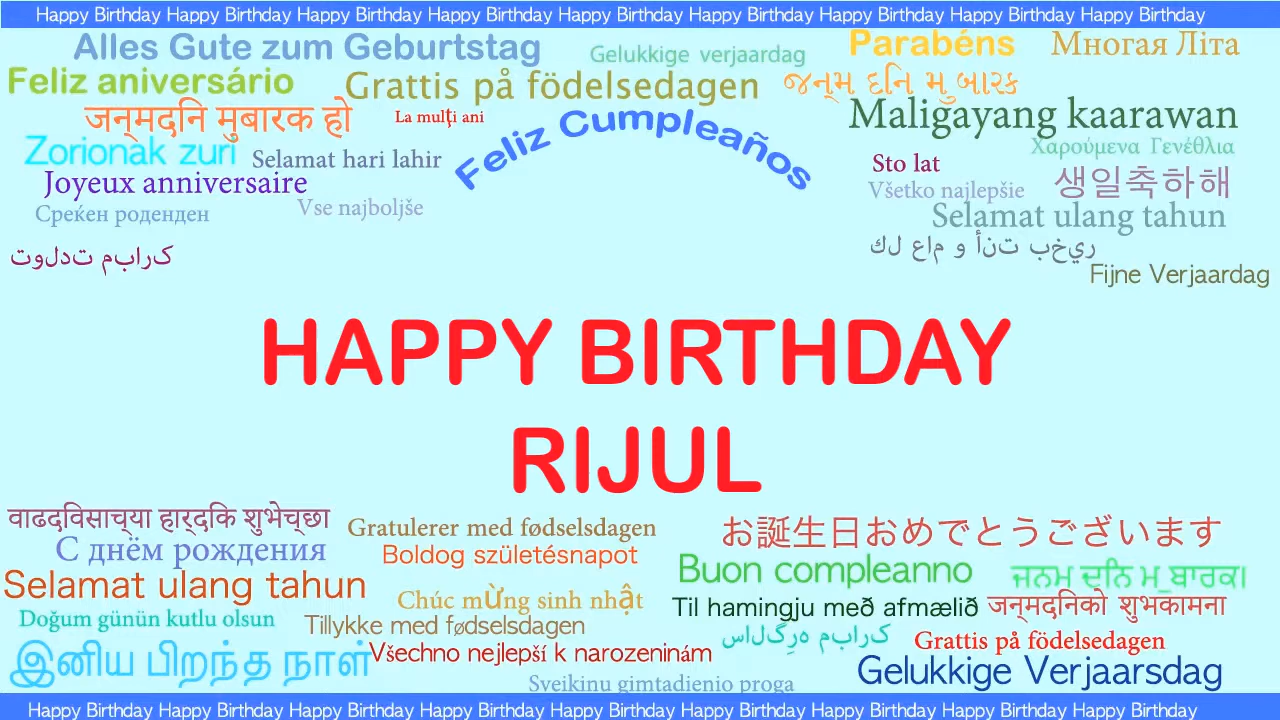 Happy Birthday Happy Birthday Happy Birthday Happy Birthday Happy Birthday Happy Birthday Happy Birthday Happy Birthday Happy Birthday
Alles Gute zum Geburtstag
Gelukkige verjaardag
Parabéns
Многая Літа
Feliz aniversário
Grattis på födelsedagen
જન્મ દિન મુબારક
जन्मदिन मुबारक हो
La mulţi ani
Feliz Cumpleaños
Maligayang kaarawan
Zorionak zuri
Selamat hari lahir
Χαρούμενα Γενέθλια
Sto lat
Joyeux anniversaire
Všetko najlepšie
생일축하해
Среќен роденден
Vse najboljše
Selamat ulang tahun
تولدت مبارک
كل عام و أنت بخير
Fijne Verjaardag
HAPPY BIRTHDAY
RIJUL
वाढदिवसाच्या हार्दिक शुभेच्छा
Gratulerer med fødselsdagen
お誕生日おめでとうございます
С днём рождения
Boldog születésnapot
Buon compleanno
ਜਨਮ ਦਿਨ ਮੁਬਾਰਕ।
Selamat ulang tahun
Chúc mừng sinh nhật
Til hamingju með afmælið
जन्मदिनको शुभकामना
Doğum günün kutlu olsun
Tillykke med fødselsdagen
سالگرِہ مبارک
Grattis på födelsedagen
இனிய பிறந்த நாள்
Všechno nejlepší k narozeninám
Gelukkige Verjaarsdag
Sveikinu gimtadienio proga
Happy Birthday Happy Birthday Happy Birthday Happy Birthday Happy Birthday Happy Birthday Happy Birthday Happy Birthday Happy Birthday